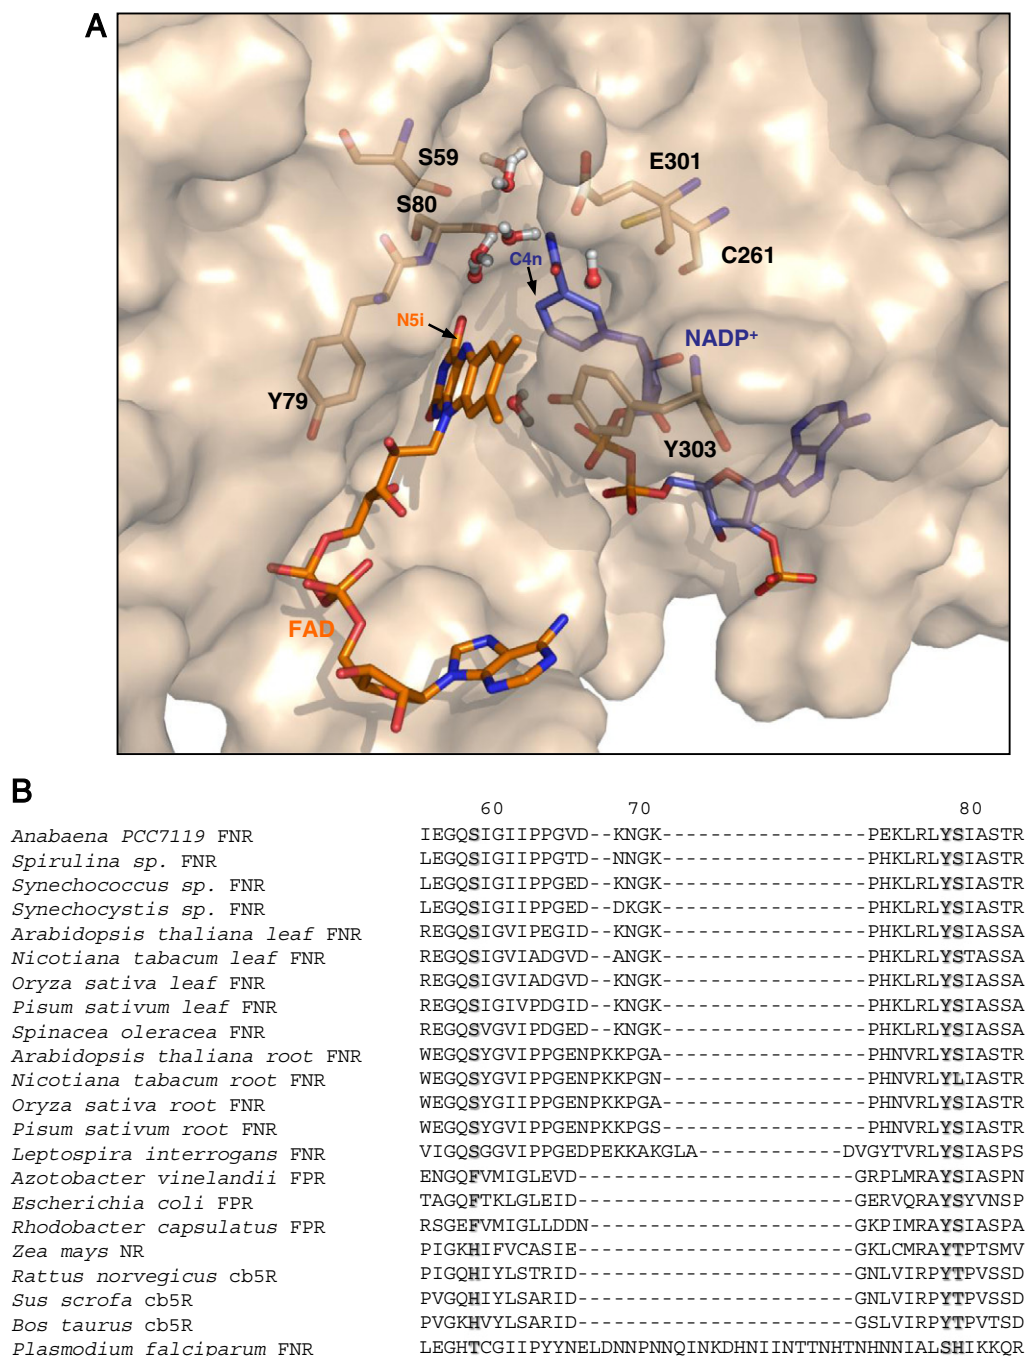 A
S59
E301
S80
C261
C4n
N5i
NADP+
Y79
Y303
FAD
B
60 70 80
Anabaena PCC7119 FNR IEGQSIGIIPPGVD--KNGK-----------------PEKLRLYSIASTR
Spirulina sp. FNR LEGQSIGIIPPGTD--NNGK-----------------PHKLRLYSIASTR
Synechococcus sp. FNR LEGQSIGIIPPGED--KNGK-----------------PHKLRLYSIASTR
Synechocystis sp. FNR LEGQSIGIIPPGED--DKGK-----------------PHKLRLYSIASTR
Arabidopsis thaliana leaf FNR REGQSIGVIPEGID--KNGK-----------------PHKLRLYSIASSA
Nicotiana tabacum leaf FNR REGQSIGVIADGVD--ANGK-----------------PHKLRLYSTASSA
Oryza sativa leaf FNR REGQSIGVIADGVD--KNGK-----------------PHKLRLYSIASSA
Pisum sativum leaf FNR REGQSIGIVPDGID--KNGK-----------------PHKLRLYSIASSA
Spinacea oleracea FNR REGQSVGVIPDGED--KNGK-----------------PHKLRLYSIASSA
Arabidopsis thaliana root FNR WEGQSYGVIPPGENPKKPGA-----------------PHNVRLYSIASTR
Nicotiana tabacum root FNR WEGQSYGVIPPGENPKKPGN-----------------PHNVRLYLIASTR
Oryza sativa root FNR WEGQSYGIIPPGENPKKPGA-----------------PHNVRLYSIASTR
Pisum sativum root FNR WEGQSYGVIPPGENPKKPGS-----------------PHNVRLYSIASTR
Leptospira interrogans FNR VIGQSGGVIPPGEDPEKKAKGLA------------DVGYTVRLYSIASPS
Azotobacter vinelandii FPR ENGQFVMIGLEVD-----------------------GRPLMRAYSIASPN
Escherichia coli FPR TAGQFTKLGLEID-----------------------GERVQRAYSYVNSP
Rhodobacter capsulatus FPR RSGEFVMIGLLDDN----------------------GKPIMRAYSIASPA
Zea mays NR PIGKHIFVCASIE-----------------------GKLCMRAYTPTSMV
Rattus norvegicus cb5R PIGQHIYLSTRID-----------------------GNLVIRPYTPVSSD
Sus scrofa cb5R PVGQHIYLSARID-----------------------GNLVIRPYTPVSSD
Bos taurus cb5R PVGKHVYLSARID-----------------------GSLVIRPYTPVTSD
Plasmodium falciparum FNR LEGHTCGIIPYYNELDNNPNNQINKDHNIINTTNHTNHNNIALSHIKKQR